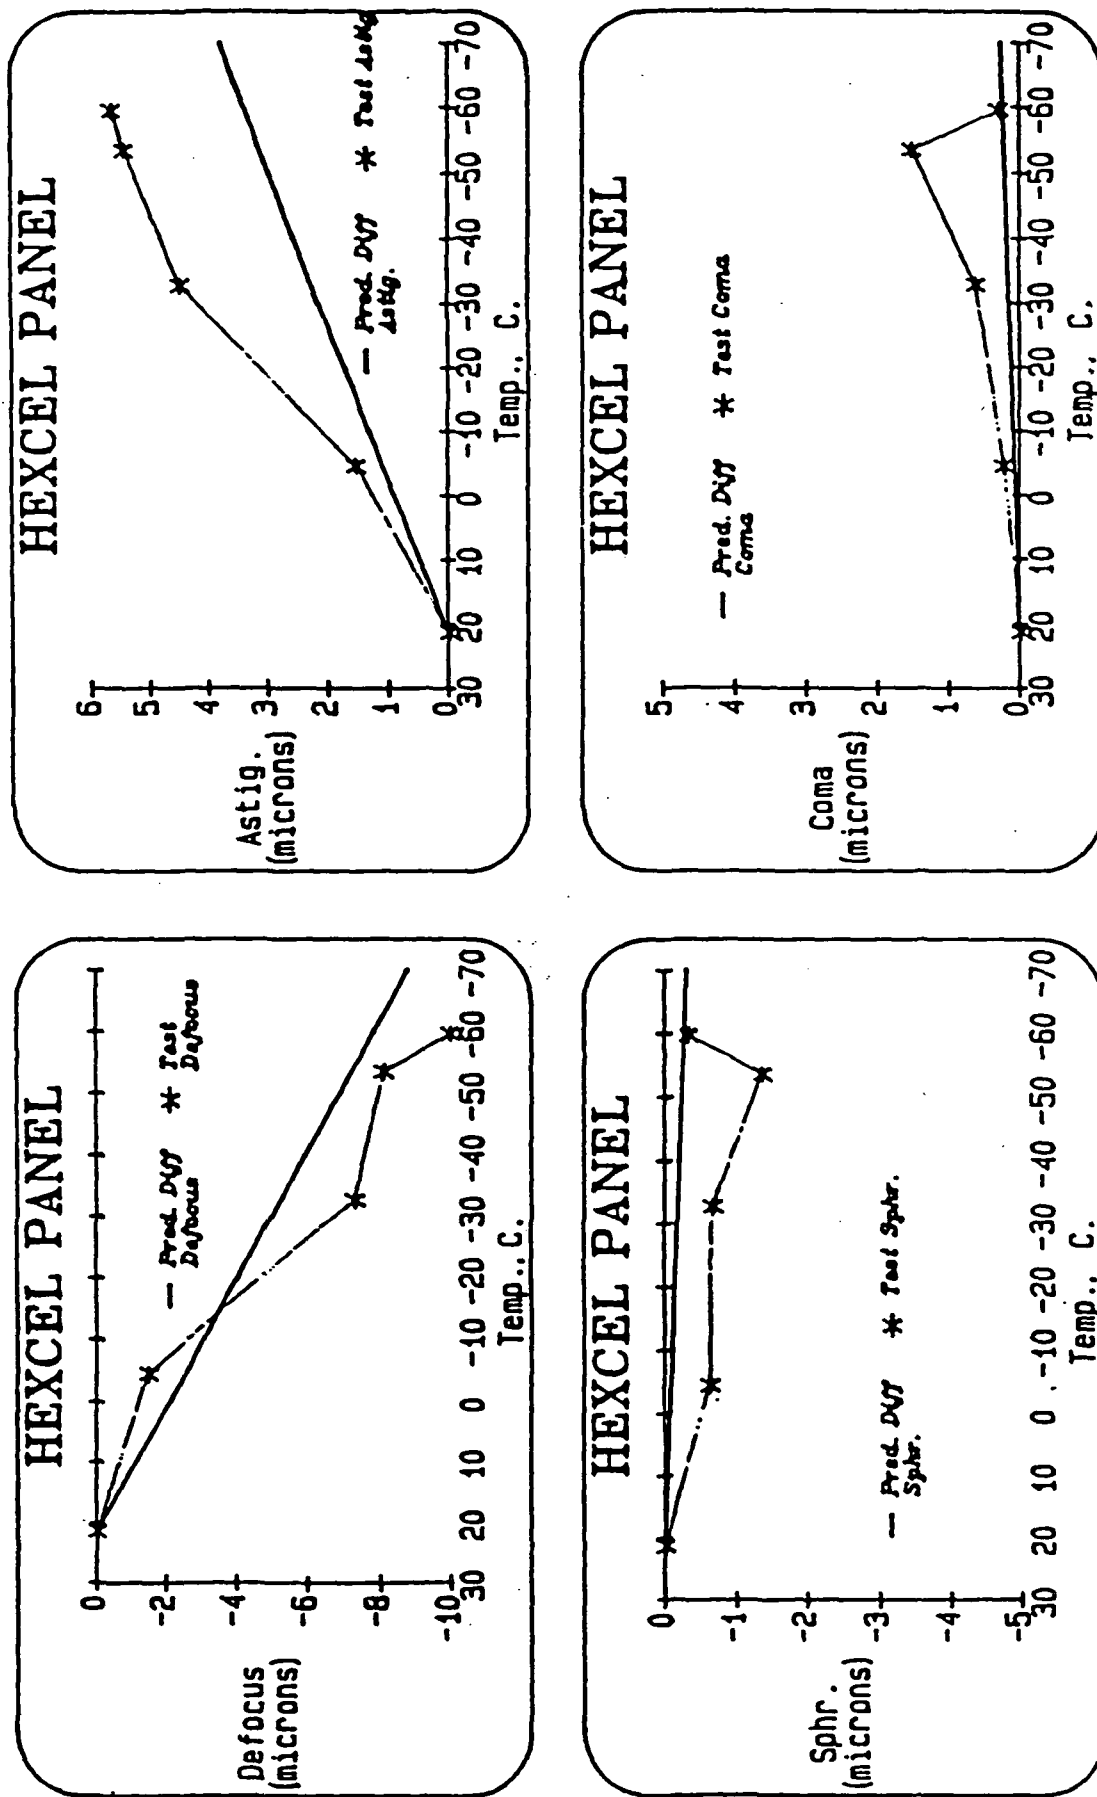 HEXCEL PANEL
Defocus
(microns)
0
-2
-4
-6
-8
-10
30 20 10 0 -10 -20 -30 -40 -50 -60 -70
Temp., C.
— Pred. Diff Defocus
* Test Defocus
HEXCEL PANEL
Astig.
(microns)
6
5
4
3
2
1
0
30 20 10 0 -10 -20 -30 -40 -50 -60 -70
Temp., C.
— Pred. Diff Astig.
* Test Astig
HEXCEL PANEL
Sphr.
(microns)
0
-1
-2
-3
-4
-5
30 20 10 0 -10 -20 -30 -40 -50 -60 -70
Temp., C.
— Pred. Diff Sphr.
* Test Sphr.
HEXCEL PANEL
Coma
(microns)
5
4
3
2
1
0
30 20 10 0 -10 -20 -30 -40 -50 -60 -70
Temp., C.
— Pred. Diff Coma
* Test Coma